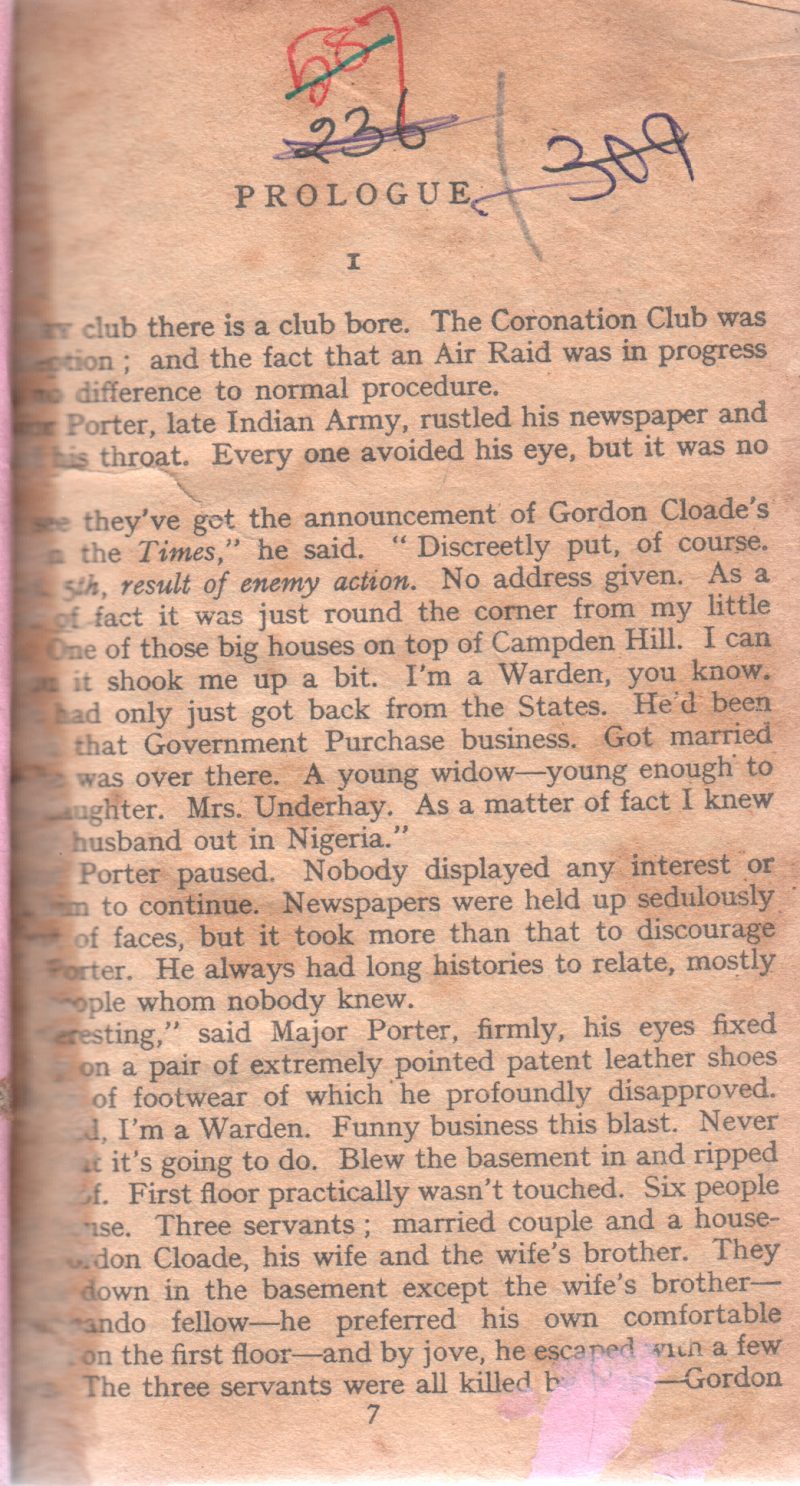 687
236
309
PROLOGUE
I
club there is a club bore. The Coronation Club was
; and the fact that an Air Raid was in progress
difference to normal procedure.
Porter, late Indian Army, rustled his newspaper and
his throat. Every one avoided his eye, but it was no
see they've got the announcement of Gordon Cloade's
the Times," he said. " Discreetly put, of course.
5th, result of enemy action. No address given. As a
of fact it was just round the corner from my little
One of those big houses on top of Campden Hill. I can
it shook me up a bit. I'm a Warden, you know.
had only just got back from the States. He'd been
that Government Purchase business. Got married
was over there. A young widow—young enough to
Mrs. Underhay. As a matter of fact I knew
husband out in Nigeria."
Porter paused. Nobody displayed any interest or
to continue. Newspapers were held up sedulously
of faces, but it took more than that to discourage
Porter. He always had long histories to relate, mostly
whom nobody knew.
said Major Porter, firmly, his eyes fixed
on a pair of extremely pointed patent leather shoes
of footwear of which he profoundly disapproved.
I'm a Warden. Funny business this blast. Never
it's going to do. Blew the basement in and ripped
First floor practically wasn't touched. Six people
Three servants ; married couple and a house-
Cloade, his wife and the wife's brother. They
down in the basement except the wife's brother—
fellow—he preferred his own comfortable
on the first floor—and by jove, he escaped with a few
The three servants were all killed —Gordon
7